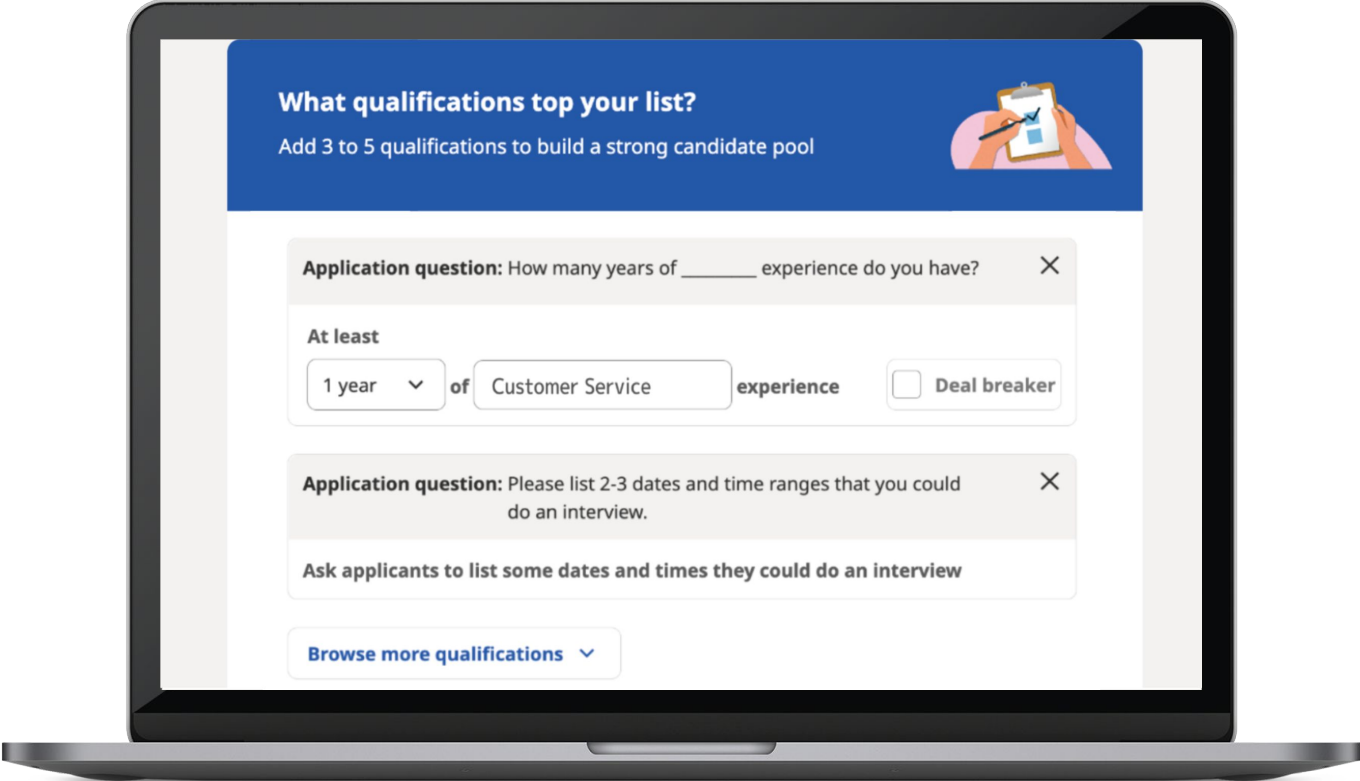 What qualifications top your list?
Add 3 to 5 qualifications to build a strong candidate pool
Application question: How many years of ________ experience do you have?
At least
1 year of Customer Service experience Deal breaker
Application question: Please list 2-3 dates and time ranges that you could
do an interview.
Ask applicants to list some dates and times they could do an interview
Browse more qualifications